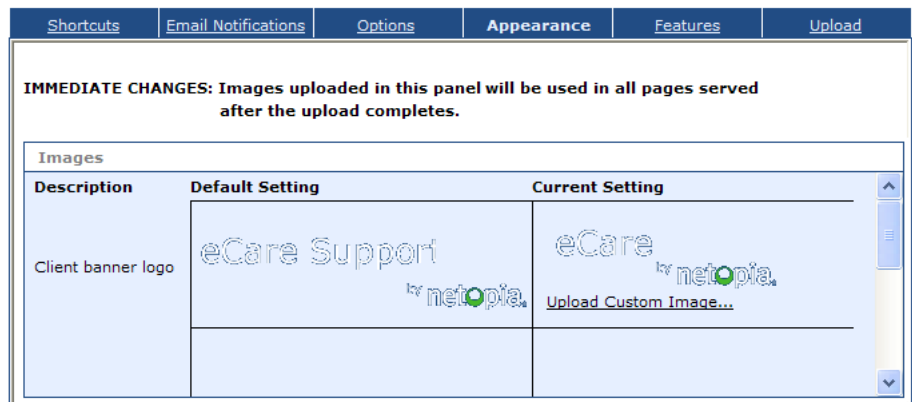 Shortcuts Email Notifications Options Appearance Features Upload
IMMEDIATE CHANGES: Images uploaded in this panel will be used in all pages served
after the upload completes.
Images
Description Default Setting Current Setting
Client banner logo
eCare Support
by netopia.
eCare
by netopia.
Upload Custom Image...